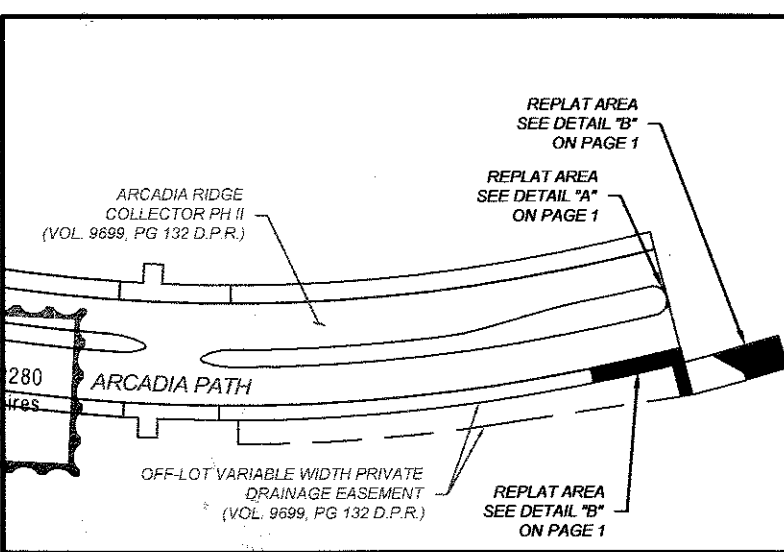 REPLAT AREA
SEE DETAIL "B"
ON PAGE 1
REPLAT AREA
SEE DETAIL "A"
ON PAGE 1
ARCADIA RIDGE
COLLECTOR PH II
(VOL. 9699, PG 132 D.P.R.)
280
ires
ARCADIA PATH
OFF-LOT VARIABLE WIDTH PRIVATE
DRAINAGE EASEMENT
(VOL. 9699, PG 132 D.P.R.)
REPLAT AREA
SEE DETAIL "B"
ON PAGE 1